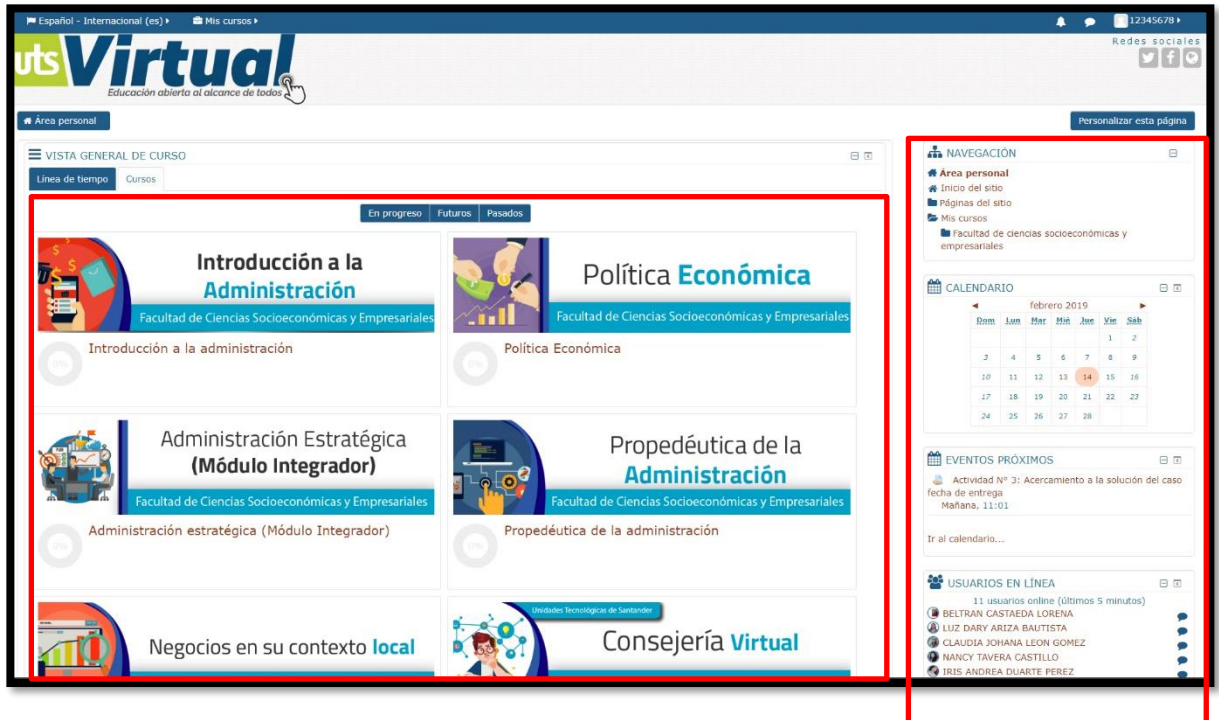 Español - Internacional (es)
Mis cursos
12345678
uts Virtual
Educación abierta al alcance de todos
Redes sociales
Área personal
Personalizar esta página
VISTA GENERAL DE CURSO
Línea de tiempo
Cursos
En progreso
Futuros
Pasados
Introducción a la
Administración
Facultad de Ciencias Socioeconómicas y Empresariales
0%
Introducción a la administración
Política Económica
Facultad de Ciencias Socioeconómicas y Empresariales
0%
Política Económica
Administración Estratégica
(Módulo Integrador)
Facultad de Ciencias Socioeconómicas y Empresariales
0%
Administración estratégica (Módulo Integrador)
Propedéutica de la
Administración
Facultad de Ciencias Socioeconómicas y Empresariales
0%
Propedéutica de la administración
Negocios en su contexto local
Unidades Tecnológicas de Santander
Consejería Virtual
NAVEGACIÓN
Área personal
Inicio del sitio
Páginas del sitio
Mis cursos
Facultad de ciencias socioeconómicas y
empresariales
CALENDARIO
febrero 2019
Dom Lun Mar Mié Jue Vie Sáb
1 2
3 4 5 6 7 8 9
10 11 12 13 14 15 16
17 18 19 20 21 22 23
24 25 26 27 28
EVENTOS PRÓXIMOS
Actividad Nº 3: Acercamiento a la solución del caso
fecha de entrega
Mañana, 11:01
Ir al calendario...
USUARIOS EN LÍNEA
11 usuarios online (últimos 5 minutos)
BELTRAN CASTAEDA LORENA
LUZ DARY ARIZA BAUTISTA
CLAUDIA JOHANA LEON GOMEZ
NANCY TAVERA CASTILLO
IRIS ANDREA DUARTE PEREZ